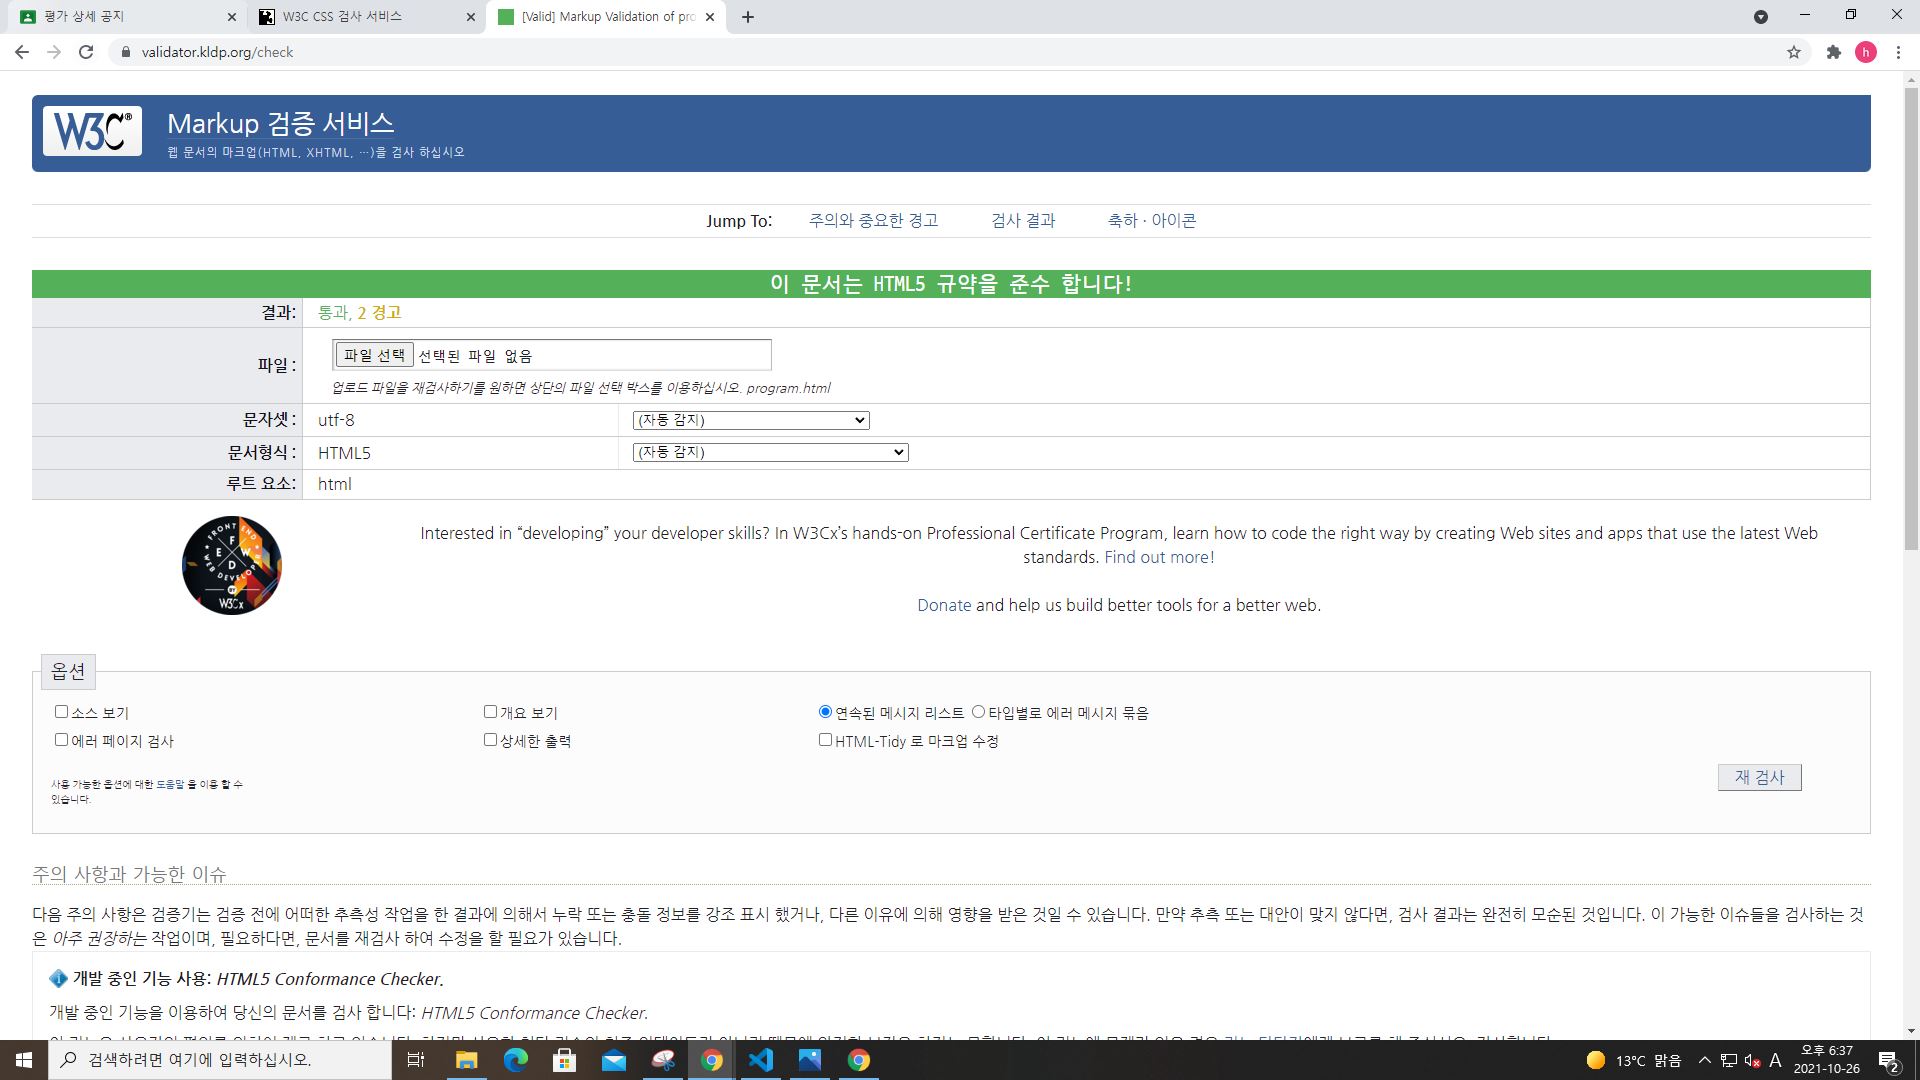 평가 상세 공지
W3C CSS 검사 서비스
[Valid] Markup Validation of pro
validator.kldp.org/check
h
W3C®
Markup 검증 서비스
웹 문서의 마크업(HTML, XHTML, …)을 검사 하십시오
Jump To: 주의와 중요한 경고 검사 결과 축하 · 아이콘
이 문서는 HTML5 규약을 준수 합니다!
결과: 통과, 2 경고
파일 : 파일 선택 선택된 파일 없음
업로드 파일을 재검사하기를 원하면 상단의 파일 선택 박스를 이용하십시오. program.html
문자셋 : utf-8 (자동 감지)
문서형식 : HTML5 (자동 감지)
루트 요소: html
FRONT END
WEB DEVELOPER
E F W D
BY
W3Cx
Interested in “developing” your developer skills? In W3Cx’s hands-on Professional Certificate Program, learn how to code the right way by creating Web sites and apps that use the latest Web
standards. Find out more!
Donate and help us build better tools for a better web.
옵션
소스 보기 개요 보기 연속된 메시지 리스트 타입별로 에러 메시지 묶음
에러 페이지 검사 상세한 출력 HTML-Tidy 로 마크업 수정
사용 가능한 옵션에 대한 도움말 을 이용 할 수
있습니다.
재 검사
주의 사항과 가능한 이슈
다음 주의 사항은 검증기는 검증 전에 어떠한 추측성 작업을 한 결과에 의해서 누락 또는 충돌 정보를 강조 표시 했거나, 다른 이유에 의해 영향을 받은 것일 수 있습니다. 만약 추측 또는 대안이 맞지 않다면, 검사 결과는 완전히 모순된 것입니다. 이 가능한 이슈들을 검사하는 것
은 아주 권장하는 작업이며, 필요하다면, 문서를 재검사 하여 수정을 할 필요가 있습니다.
개발 중인 기능 사용: HTML5 Conformance Checker.
개발 중인 기능을 이용하여 당신의 문서를 검사 합니다: HTML5 Conformance Checker.
검색하려면 여기에 입력하십시오.
13°C 맑음
A
오후 6:37
2021-10-26
2